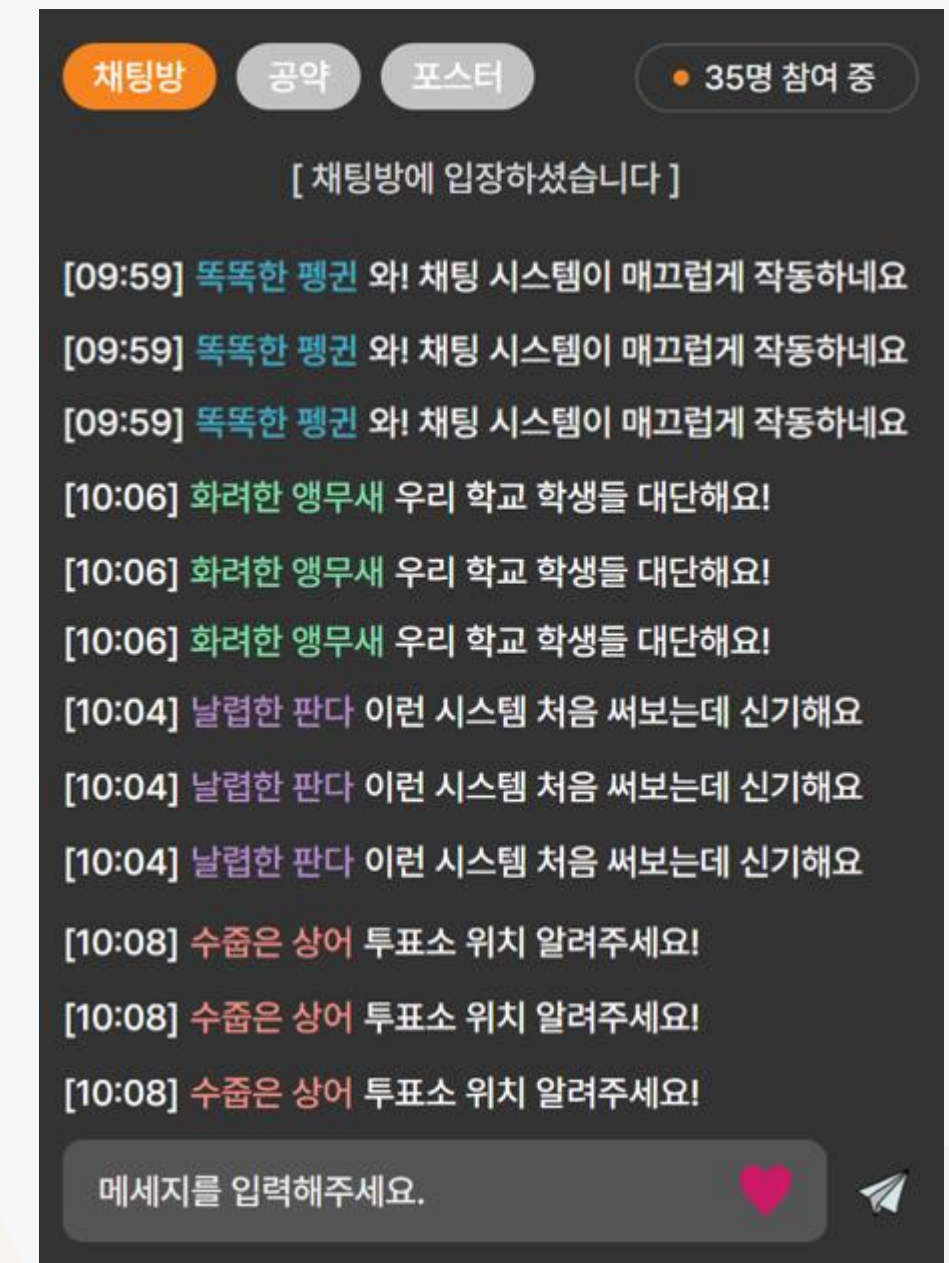 채팅방 공약 포스터 35명 참여 중
[ 채팅방에 입장하셨습니다 ]
[09:59] 똑똑한 펭귄 와! 채팅 시스템이 매끄럽게 작동하네요
[09:59] 똑똑한 펭귄 와! 채팅 시스템이 매끄럽게 작동하네요
[09:59] 똑똑한 펭귄 와! 채팅 시스템이 매끄럽게 작동하네요
[10:06] 화려한 앵무새 우리 학교 학생들 대단해요!
[10:06] 화려한 앵무새 우리 학교 학생들 대단해요!
[10:06] 화려한 앵무새 우리 학교 학생들 대단해요!
[10:04] 날렵한 판다 이런 시스템 처음 써보는데 신기해요
[10:04] 날렵한 판다 이런 시스템 처음 써보는데 신기해요
[10:04] 날렵한 판다 이런 시스템 처음 써보는데 신기해요
[10:08] 수줍은 상어 투표소 위치 알려주세요!
[10:08] 수줍은 상어 투표소 위치 알려주세요!
[10:08] 수줍은 상어 투표소 위치 알려주세요!
메세지를 입력해주세요.